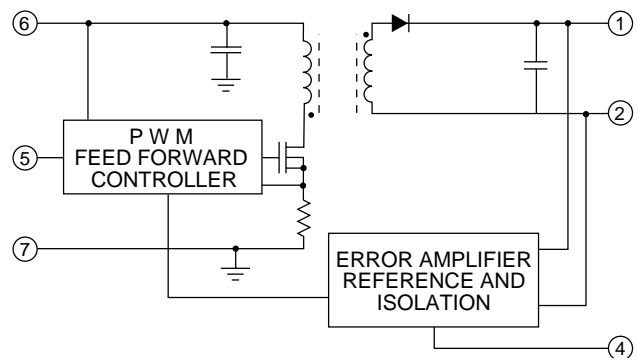 6
1
2
P W M
FEED FORWARD
CONTROLLER
5
7
ERROR AMPLIFIER
REFERENCE AND
ISOLATION
4